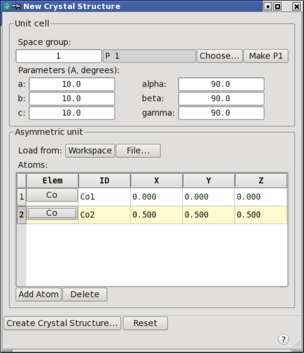 New Crystal Structure
Unit cell
Space group:
1 P 1 Choose... Make P1
Parameters (A, degrees):
a: 10.0 alpha: 90.0
b: 10.0 beta: 90.0
c: 10.0 gamma: 90.0
Asymmetric unit
Load from: Workspace File...
Atoms:
Elem ID X Y Z
1 Co Co1 0.000 0.000 0.000
2 Co Co2 0.500 0.500 0.500
Add Atom Delete
Create Crystal Structure... Reset
?